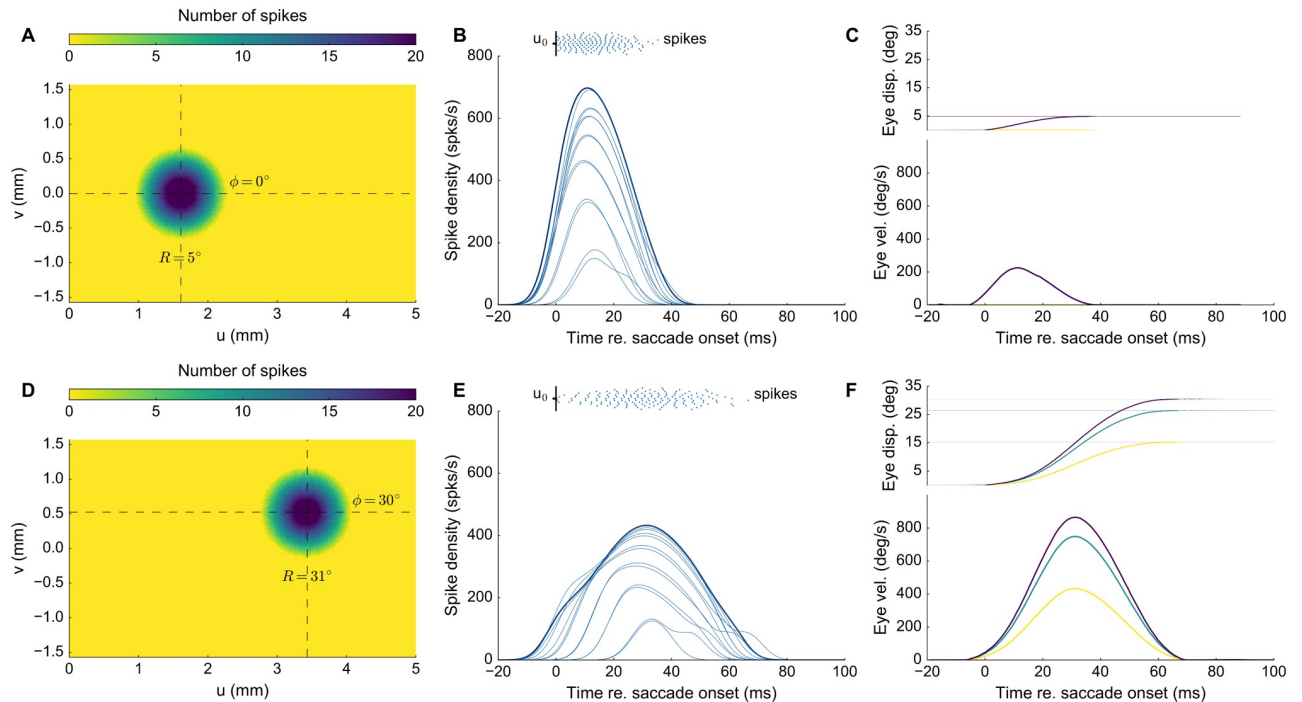 Number of spikes
A
0 5 10 15 20
1.5
1.0
0.5
0.0
−0.5
−1.0
−1.5
v (mm)
ϕ = 0°
R = 5°
0 1 2 3 4 5
u (mm)
B
u0 spikes
800
600
400
200
0
Spike density (spks/s)
−20 0 20 40 60 80 100
Time re. saccade onset (ms)
C
35
25
15
5
Eye disp. (deg)
800
600
400
200
0
Eye vel. (deg/s)
−20 0 20 40 60 80 100
Time re. saccade onset (ms)
Number of spikes
D
0 5 10 15 20
1.5
1.0
0.5
0.0
−0.5
−1.0
−1.5
v (mm)
ϕ = 30°
R = 31°
0 1 2 3 4 5
u (mm)
E
u0 spikes
800
600
400
200
0
Spike density (spks/s)
−20 0 20 40 60 80 100
Time re. saccade onset (ms)
F
35
25
15
5
Eye disp. (deg)
800
600
400
200
0
Eye vel. (deg/s)
−20 0 20 40 60 80 100
Time re. saccade onset (ms)